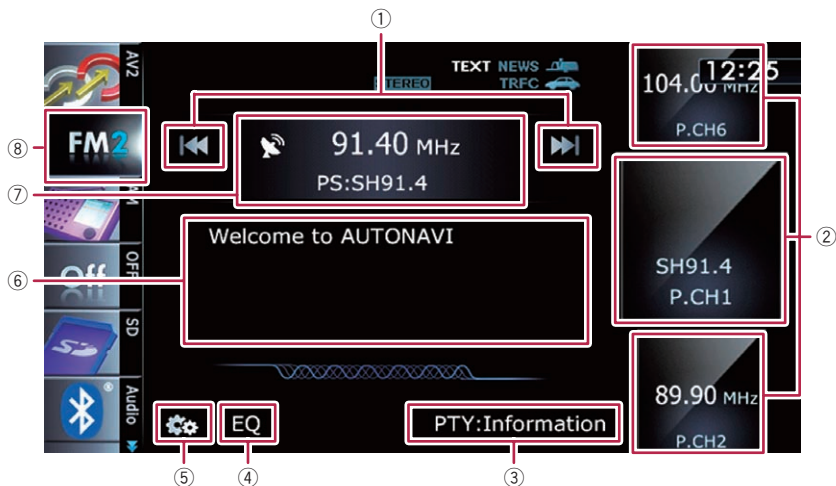 ①
AV2
TEXT NEWS
STEREO TRFC
12:25
104.00 MHz
P.CH6
⑧
FM2
91.40 MHz
PS:SH91.4
⑦
②
Welcome to AUTONAVI
⑥
OFF
Off
SH91.4
P.CH1
SD
SD
Audio
89.90 MHz
P.CH2
EQ
PTY:Information
⑤
④
③